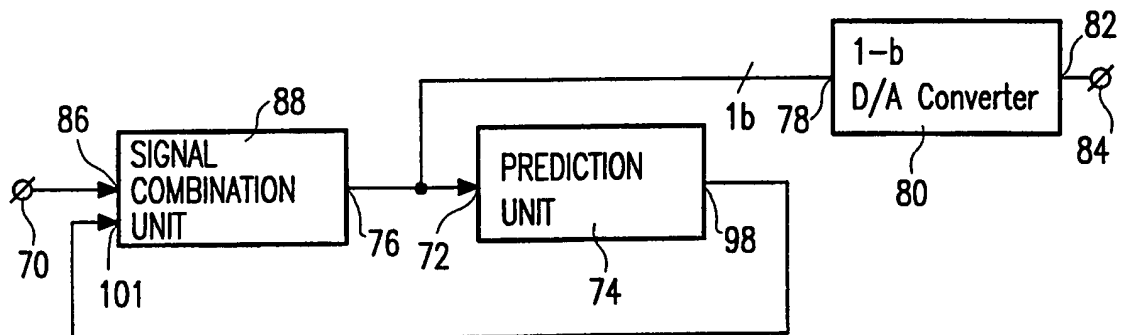 82
1-b
D/A Converter
88
1b
78
84
86
SIGNAL
COMBINATION
UNIT
PREDICTION
UNIT
80
70
101
76
72
74
98